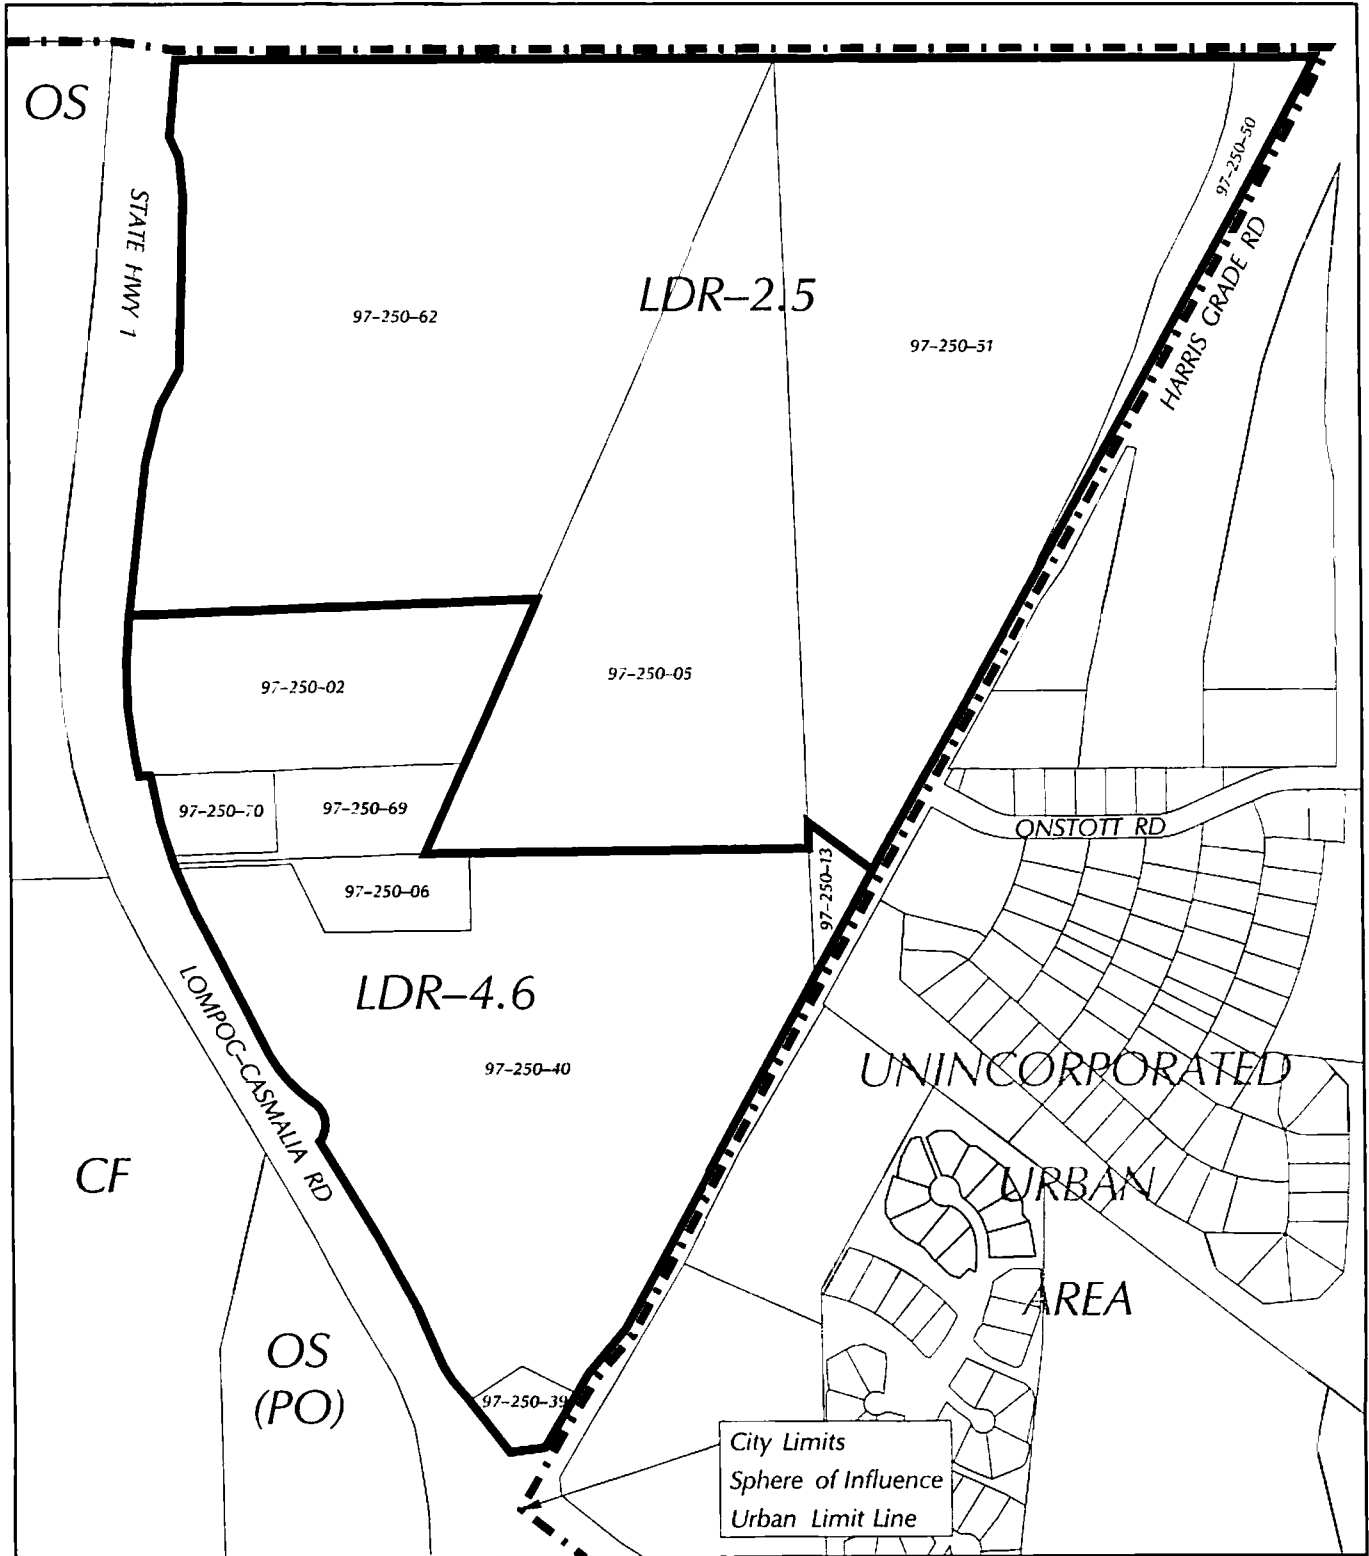 OS
STATE HWY 1
97-250-50
HARRIS GRADE RD
LDR-2.5
97-250-62
97-250-51
97-250-02
97-250-05
97-250-70
97-250-69
ONSTOTT RD
97-250-06
97-250-13
LDR-4.6
LOMPOC-CASMALIA RD
97-250-40
UNINCORPORATED
URBAN
AREA
CF
OS
(PO)
97-250-39
City Limits
Sphere of Influence
Urban Limit Line